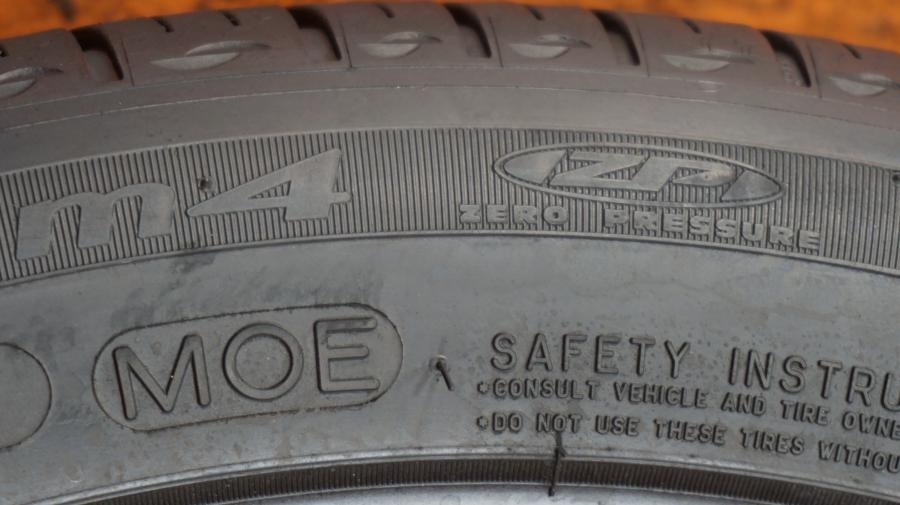 m4
ZP
ZERO PRESSURE
MOE
SAFETY INSTRU
•CONSULT VEHICLE AND TIRE OWNE
•DO NOT USE THESE TIRES WITHOU